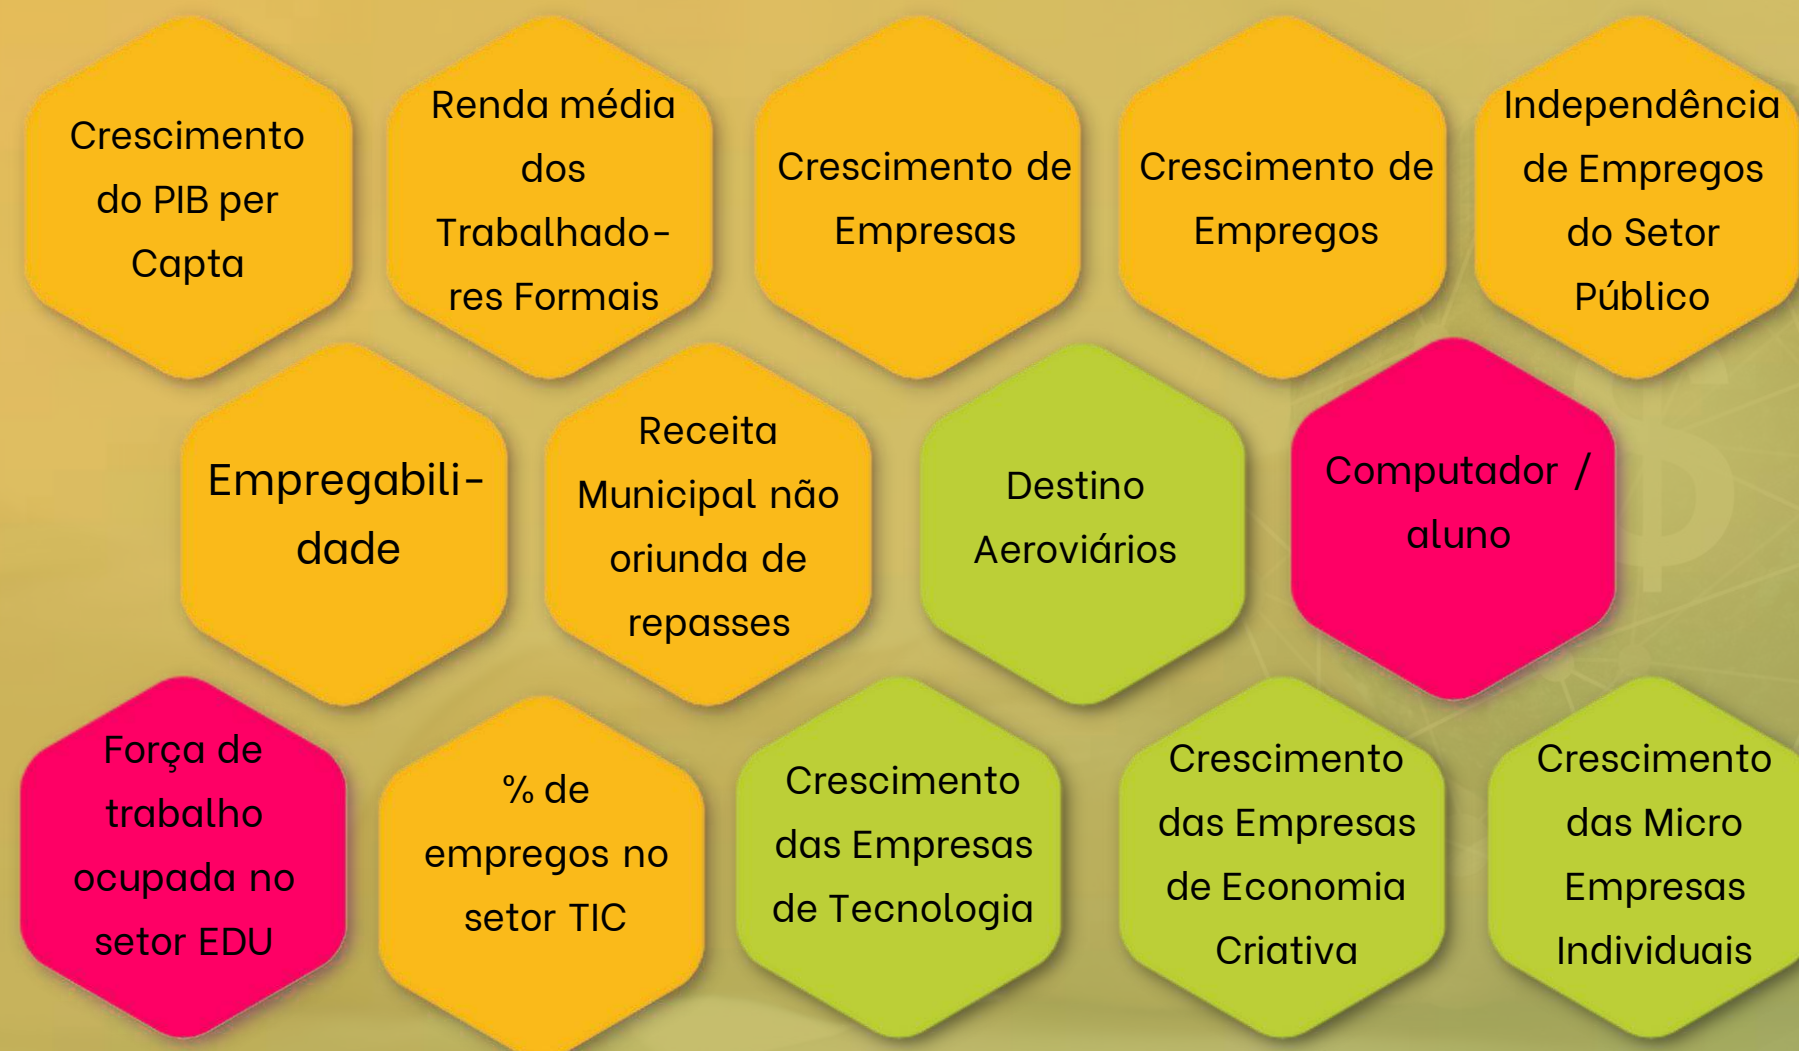 Crescimento
do PIB per
Capta
Renda média
dos
Trabalhado-
res Formais
Crescimento de
Empresas
Crescimento de
Empregos
Independência
de Empregos
do Setor
Público
Empregabili-
dade
Receita
Municipal não
oriunda de
repasses
Destino
Aeroviários
Computador /
aluno
Força de
trabalho
ocupada no
setor EDU
% de
empregos no
setor TIC
Crescimento
das Empresas
de Tecnologia
Crescimento
das Empresas
de Economia
Criativa
Crescimento
das Micro
Empresas
Individuais